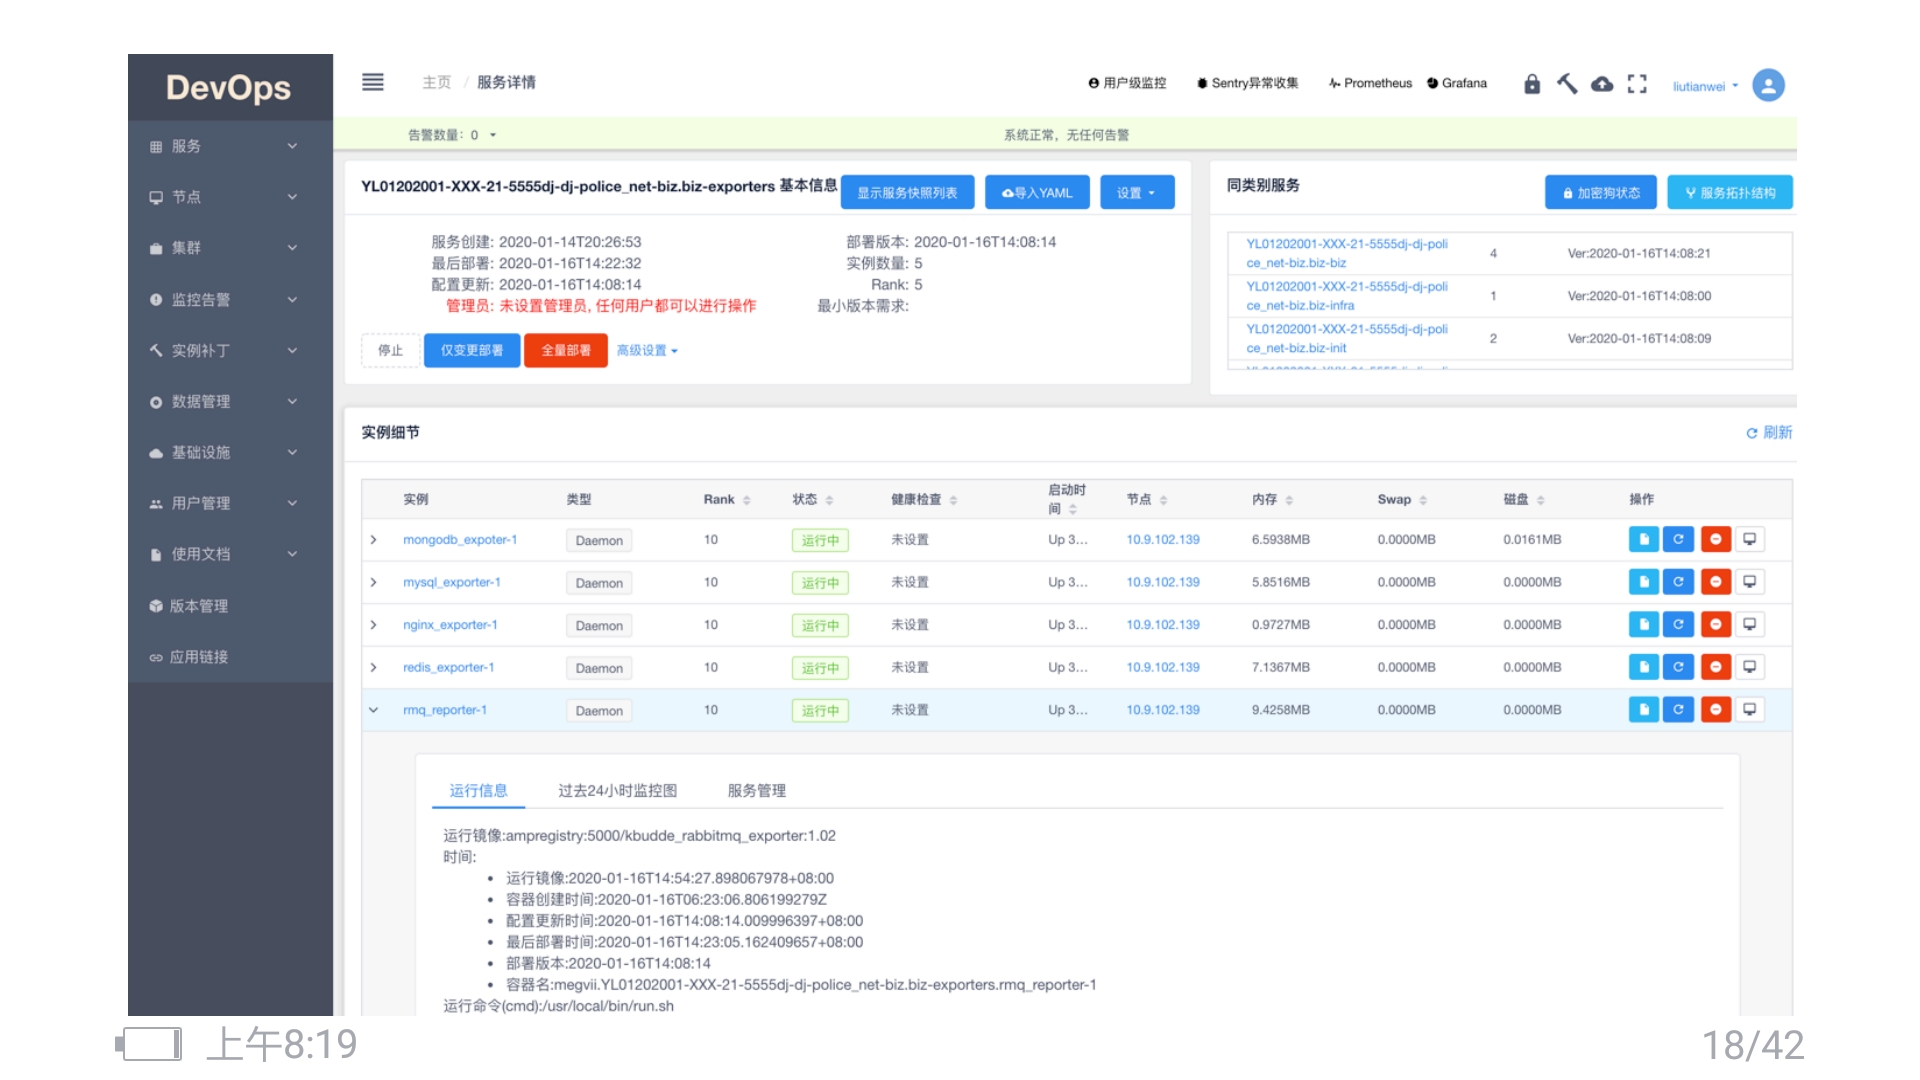 DevOps
主页 / 服务详情
用户级监控 Sentry异常收集 Prometheus Grafana liutianwei
告警数量: 0
系统正常，无任何告警
服务
节点
集群
监控告警
实例补丁
数据管理
基础设施
用户管理
使用文档
版本管理
应用链接
YL01202001-XXX-21-5555dj-dj-police_net-biz.biz-exporters 基本信息
显示服务快照列表 导入YAML 设置
服务创建: 2020-01-14T20:26:53
最后部署: 2020-01-16T14:22:32
配置更新: 2020-01-16T14:08:14
管理员: 未设置管理员, 任何用户都可以进行操作
部署版本: 2020-01-16T14:08:14
实例数量: 5
Rank: 5
最小版本需求:
停止 仅变更部署 全量部署 高级设置
同类别服务
加密狗状态 服务拓扑结构
YL01202001-XXX-21-5555dj-dj-poli
ce_net-biz.biz-biz
4 Ver:2020-01-16T14:08:21
YL01202001-XXX-21-5555dj-dj-poli
ce_net-biz.biz-infra
1 Ver:2020-01-16T14:08:00
YL01202001-XXX-21-5555dj-dj-poli
ce_net-biz.biz-init
2 Ver:2020-01-16T14:08:09
实例细节
刷新
实例 类型 Rank 状态 健康检查 启动时间 节点 内存 Swap 磁盘 操作
mongodb_expoter-1 Daemon 10 运行中 未设置 Up 3... 10.9.102.139 6.5938MB 0.0000MB 0.0161MB
mysql_exporter-1 Daemon 10 运行中 未设置 Up 3... 10.9.102.139 5.8516MB 0.0000MB 0.0000MB
nginx_exporter-1 Daemon 10 运行中 未设置 Up 3... 10.9.102.139 0.9727MB 0.0000MB 0.0000MB
redis_exporter-1 Daemon 10 运行中 未设置 Up 3... 10.9.102.139 7.1367MB 0.0000MB 0.0000MB
rmq_reporter-1 Daemon 10 运行中 未设置 Up 3... 10.9.102.139 9.4258MB 0.0000MB 0.0000MB
运行信息 过去24小时监控图 服务管理
运行镜像:ampregistry:5000/kbudde_rabbitmq_exporter:1.02
时间:
• 运行镜像:2020-01-16T14:54:27.898067978+08:00
• 容器创建时间:2020-01-16T06:23:06.806199279Z
• 配置更新时间:2020-01-16T14:08:14.009996397+08:00
• 最后部署时间:2020-01-16T14:23:05.162409657+08:00
• 部署版本:2020-01-16T14:08:14
• 容器名:megvii.YL01202001-XXX-21-5555dj-dj-police_net-biz.biz-exporters.rmq_reporter-1
运行命令(cmd):/usr/local/bin/run.sh
上午8:19
18/42